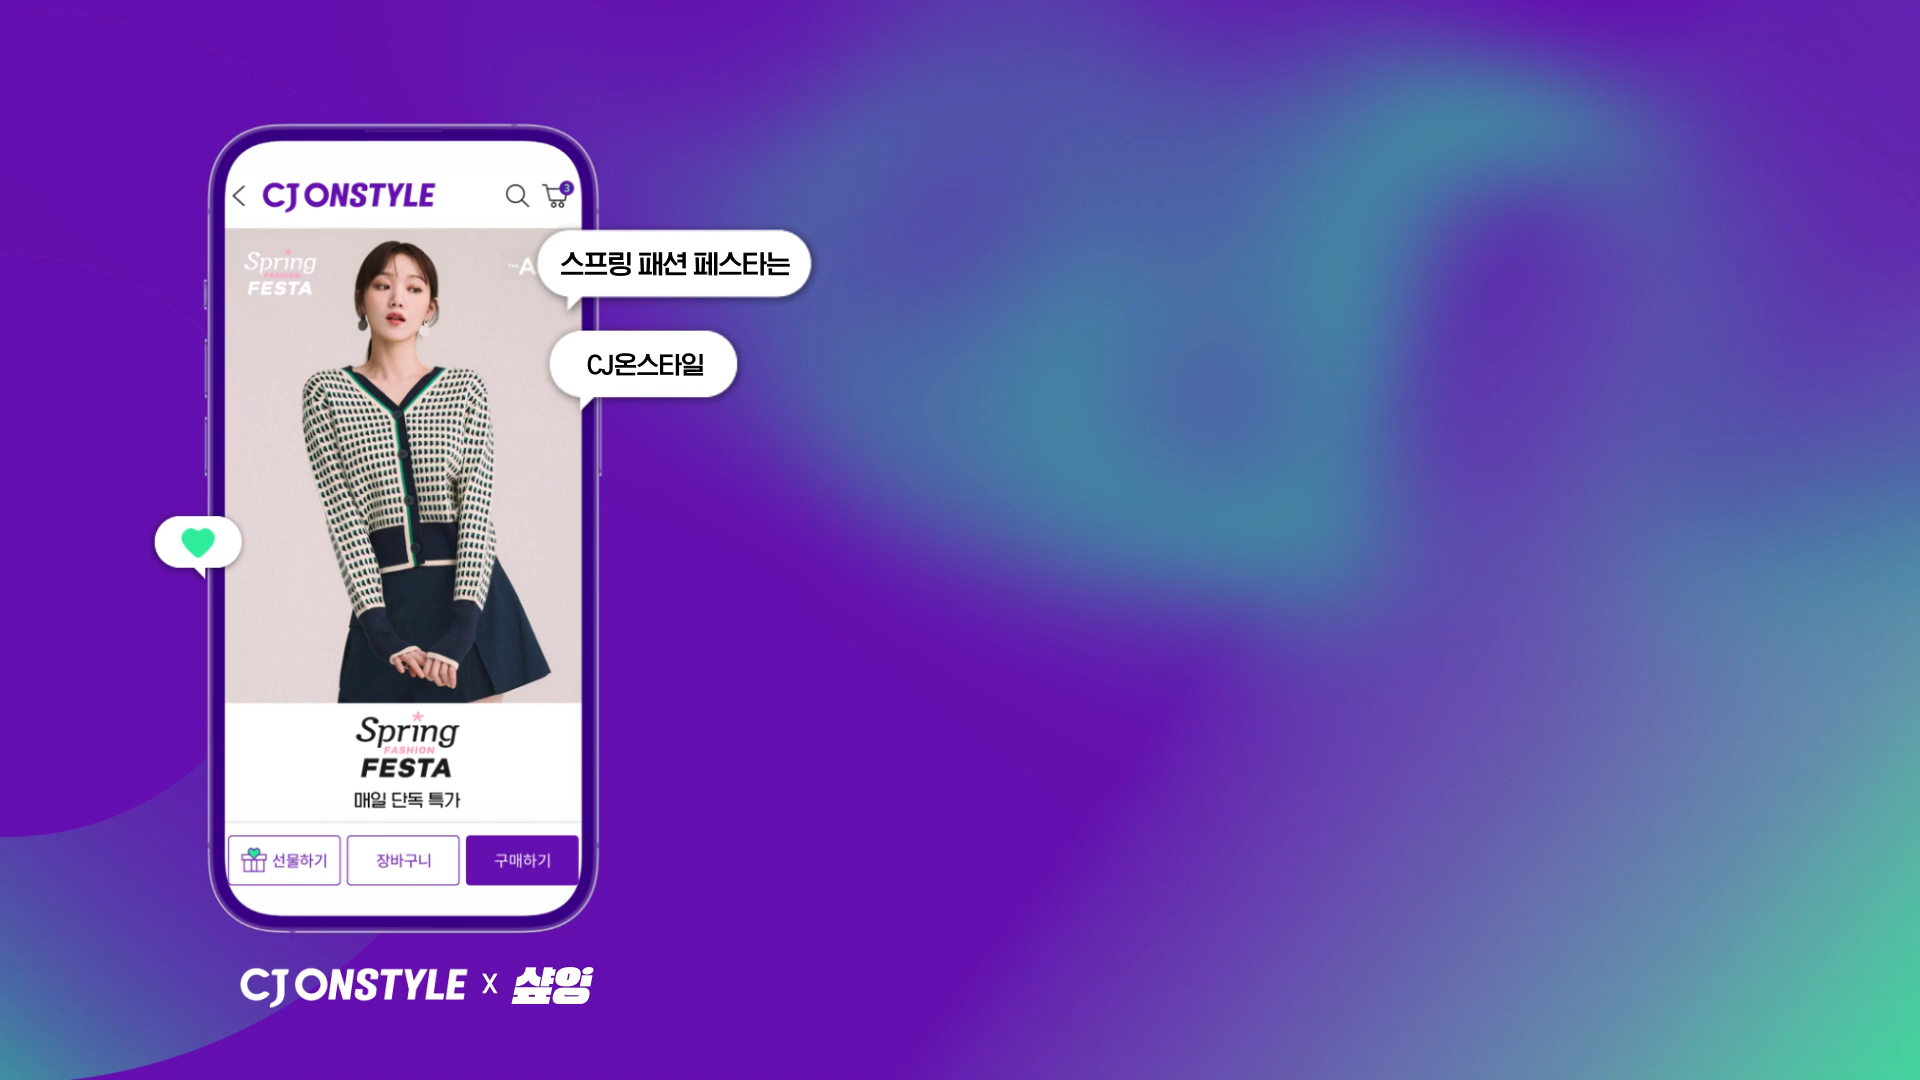 CJ ONSTYLE
3
Spring
FASHION
FESTA
THE A
스프링 패션 페스타는
CJ온스타일
Spring
FASHION
FESTA
매일 단독 특가
선물하기
장바구니
구매하기
CJ ONSTYLE X 샾잉